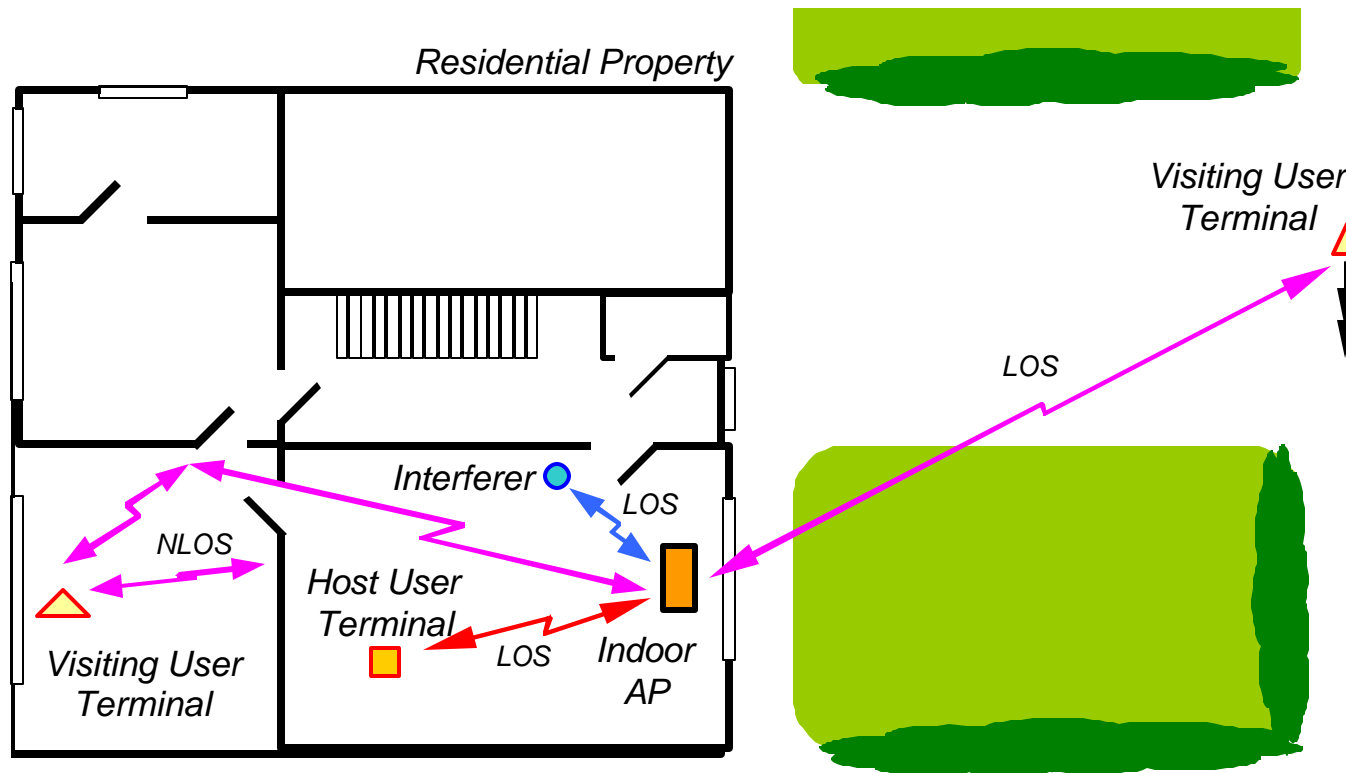 Residential Property
Visiting User
Terminal
LOS
Interferer
LOS
NLOS
Host User
Terminal
LOS
Indoor
AP
Visiting User
Terminal